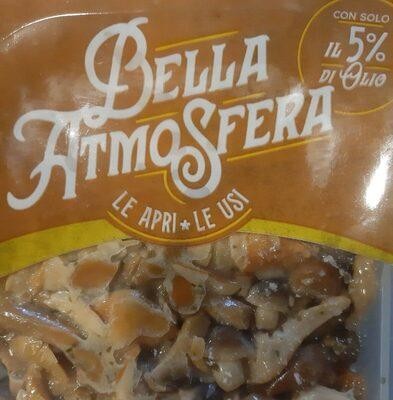 CON SOLO
IL 5%
DI OLIO
BELLA
ATMOSFERA
LE APRI★LE USI